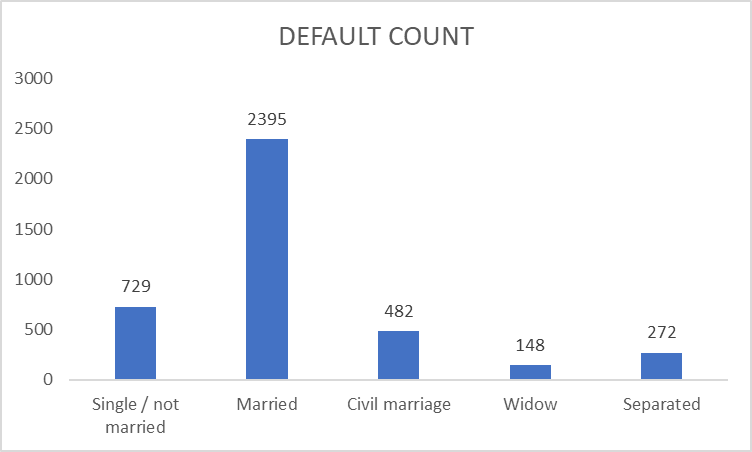 DEFAULT COUNT
3000
2500
2000
1500
1000
500
0
729
2395
482
148
272
Single / not
married
Married
Civil marriage
Widow
Separated